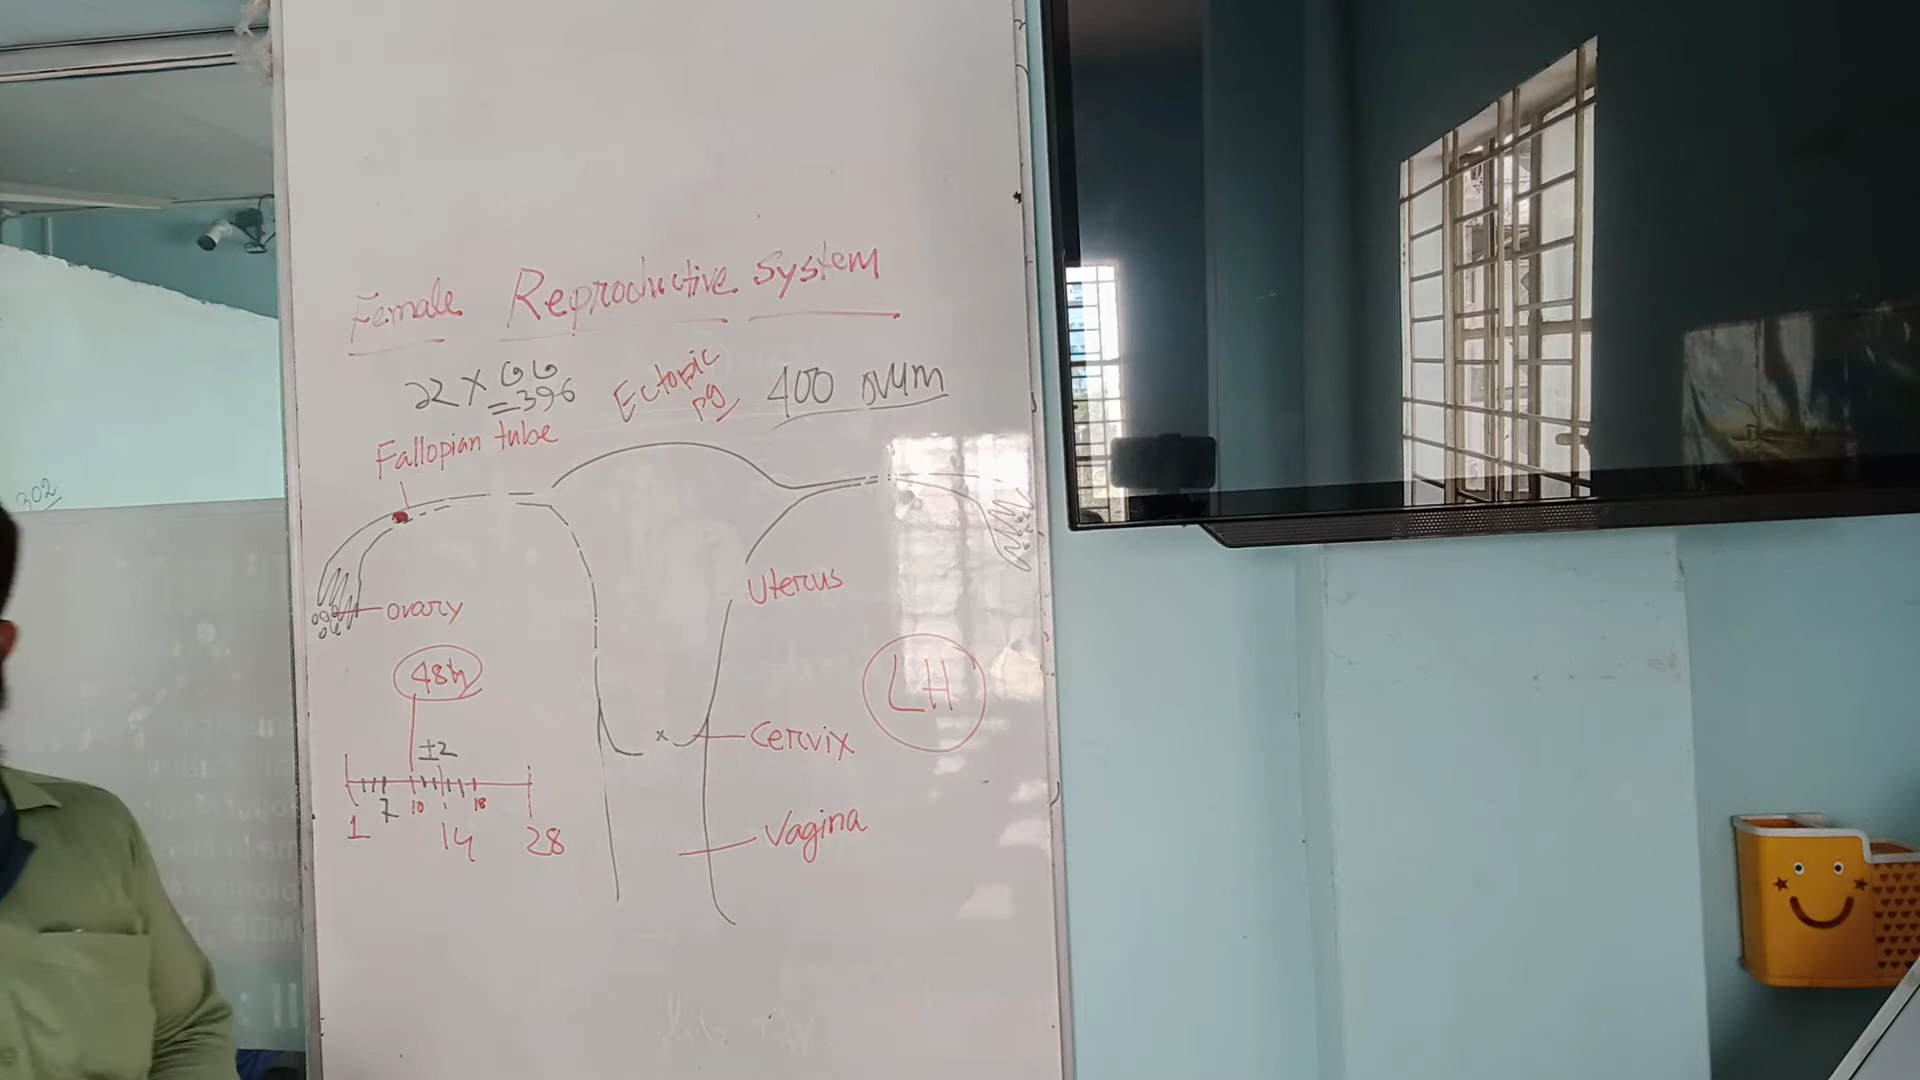 Female Reproductive System
22 X
=396
Ectopic
pg
400 ovum
Fallopian tube
302
ovary
Uterus
48h
LH
±2
Cervix
1 7 10 14 18 28
Vagina